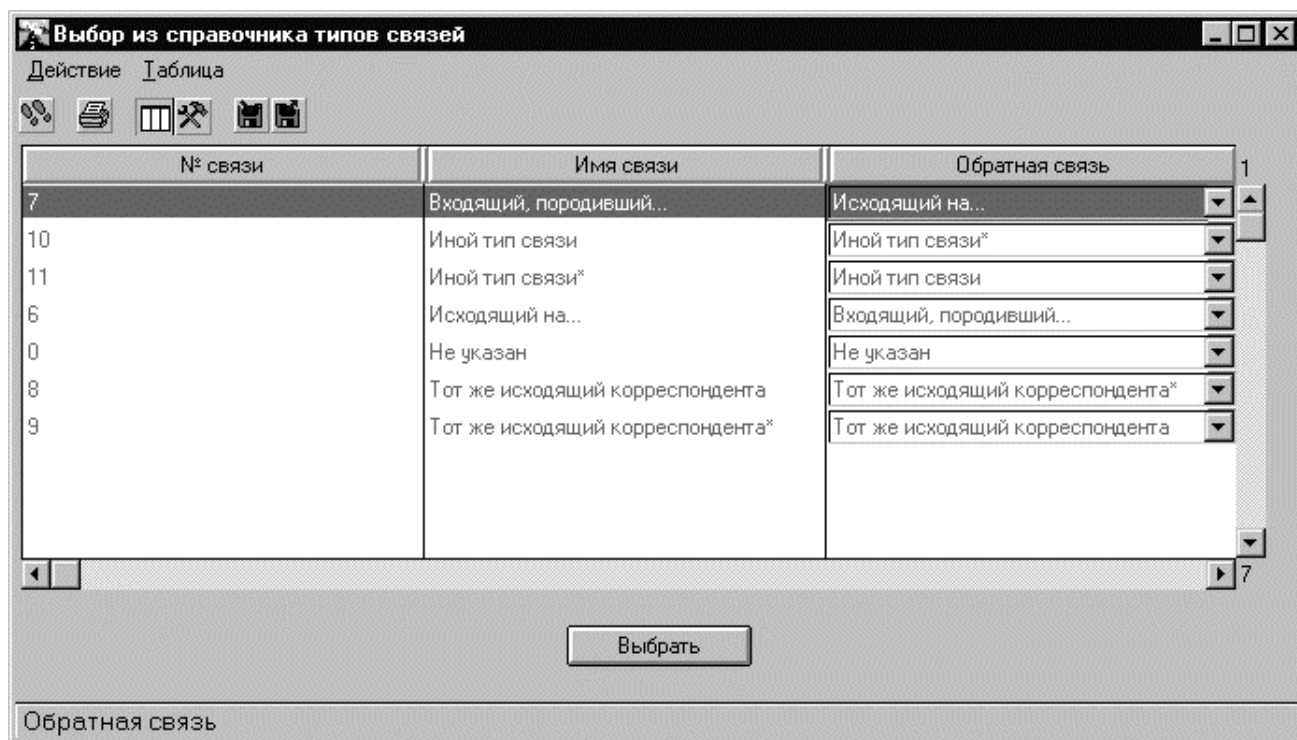 Выбор из справочника типов связей
Действие Таблица
№ связи Имя связи Обратная связь 1
7 Входящий, породивший... Исходящий на...
10 Иной тип связи Иной тип связи*
11 Иной тип связи* Иной тип связи
6 Исходящий на... Входящий, породивший...
0 Не указан Не указан
8 Тот же исходящий корреспондента Тот же исходящий корреспондента*
9 Тот же исходящий корреспондента* Тот же исходящий корреспондента
7
Выбрать
Обратная связь